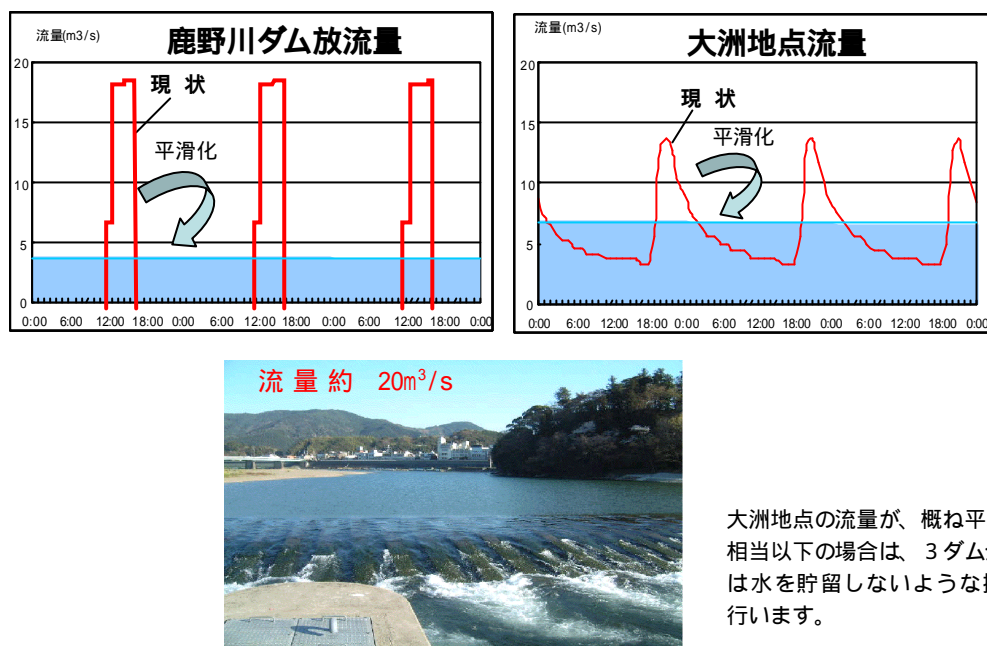 流量(m3/s)
鹿野川ダム放流量
20
15
10
5
0
現 状
平滑化
0:00 6:00 12:00 18:00 0:00 6:00 12:00 18:00 0:00 6:00 12:00 18:00 0:00
流量(m3/s)
大洲地点流量
20
15
10
5
0
現 状
平滑化
0:00 6:00 12:00 18:00 0:00 6:00 12:00 18:00 0:00 6:00 12:00 18:00 0:00
流量約 20m³/s
大洲地点の流量が、概ね平
相当以下の場合は、3ダム
は水を貯留しないような
行います。